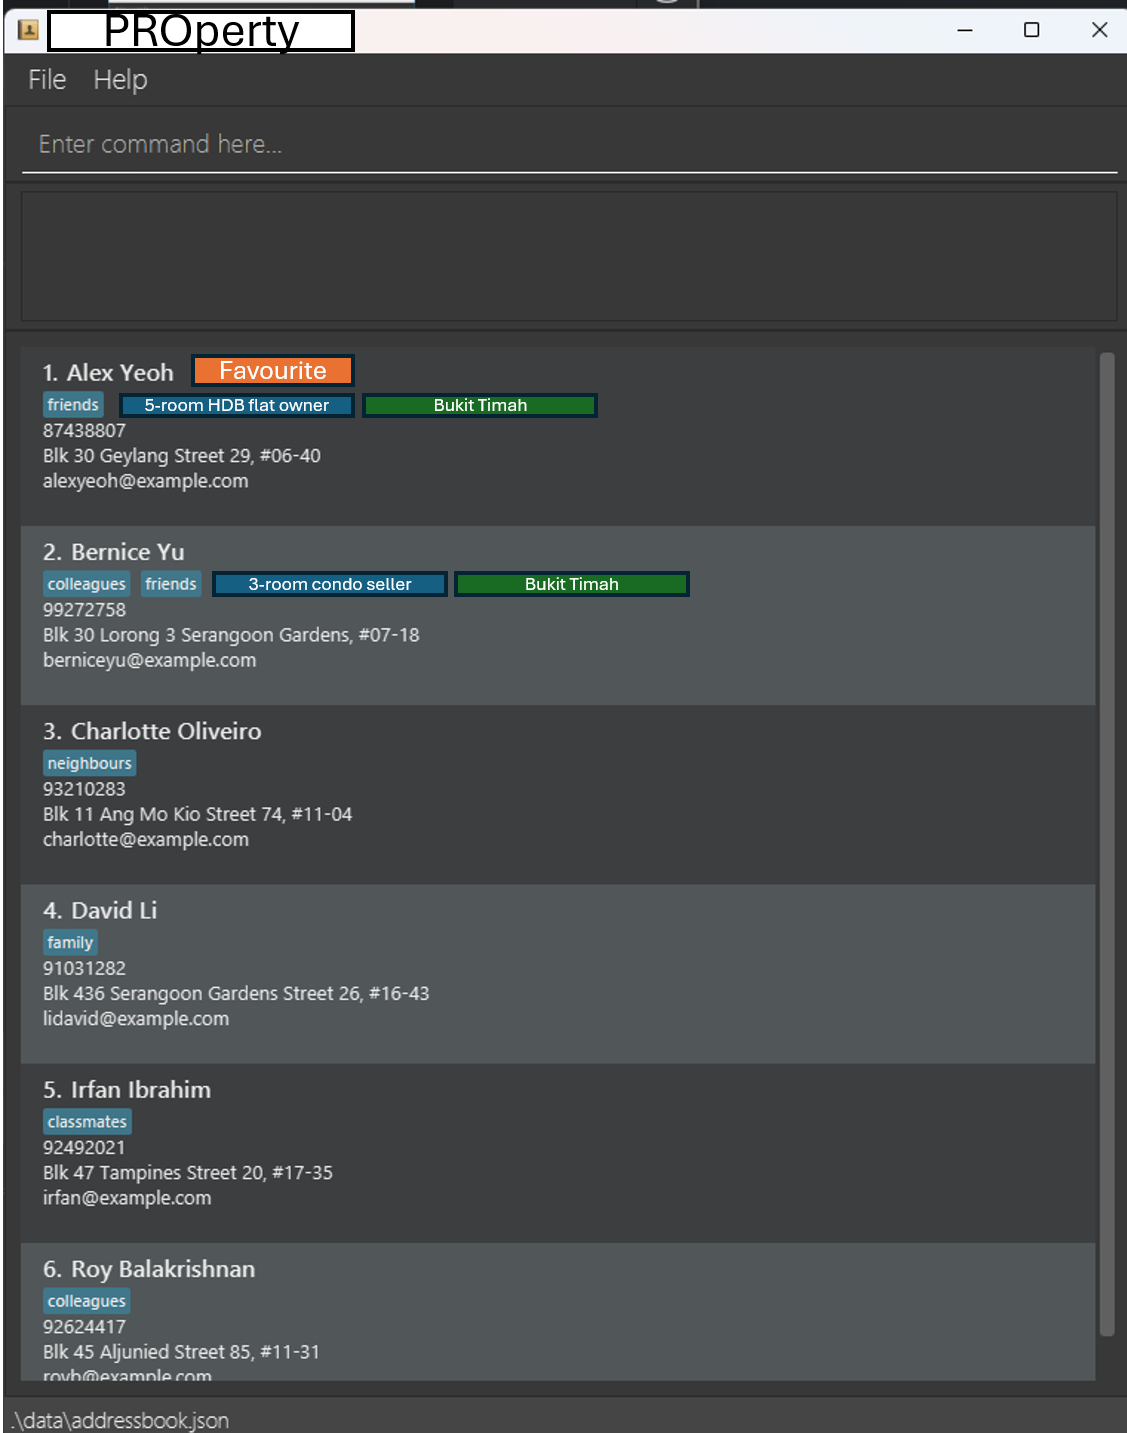 PROperty
File Help
Enter command here...
1. Alex Yeoh Favourite
friends 5-room HDB flat owner Bukit Timah
87438807
Blk 30 Geylang Street 29, #06-40
alexyeoh@example.com
2. Bernice Yu
colleagues friends 3-room condo seller Bukit Timah
99272758
Blk 30 Lorong 3 Serangoon Gardens, #07-18
berniceyu@example.com
3. Charlotte Oliveiro
neighbours
93210283
Blk 11 Ang Mo Kio Street 74, #11-04
charlotte@example.com
4. David Li
family
91031282
Blk 436 Serangoon Gardens Street 26, #16-43
lidavid@example.com
5. Irfan Ibrahim
classmates
92492021
Blk 47 Tampines Street 20, #17-35
irfan@example.com
6. Roy Balakrishnan
colleagues
92624417
Blk 45 Aljunied Street 85, #11-31
royb@example.com
.\data\addressbook.json